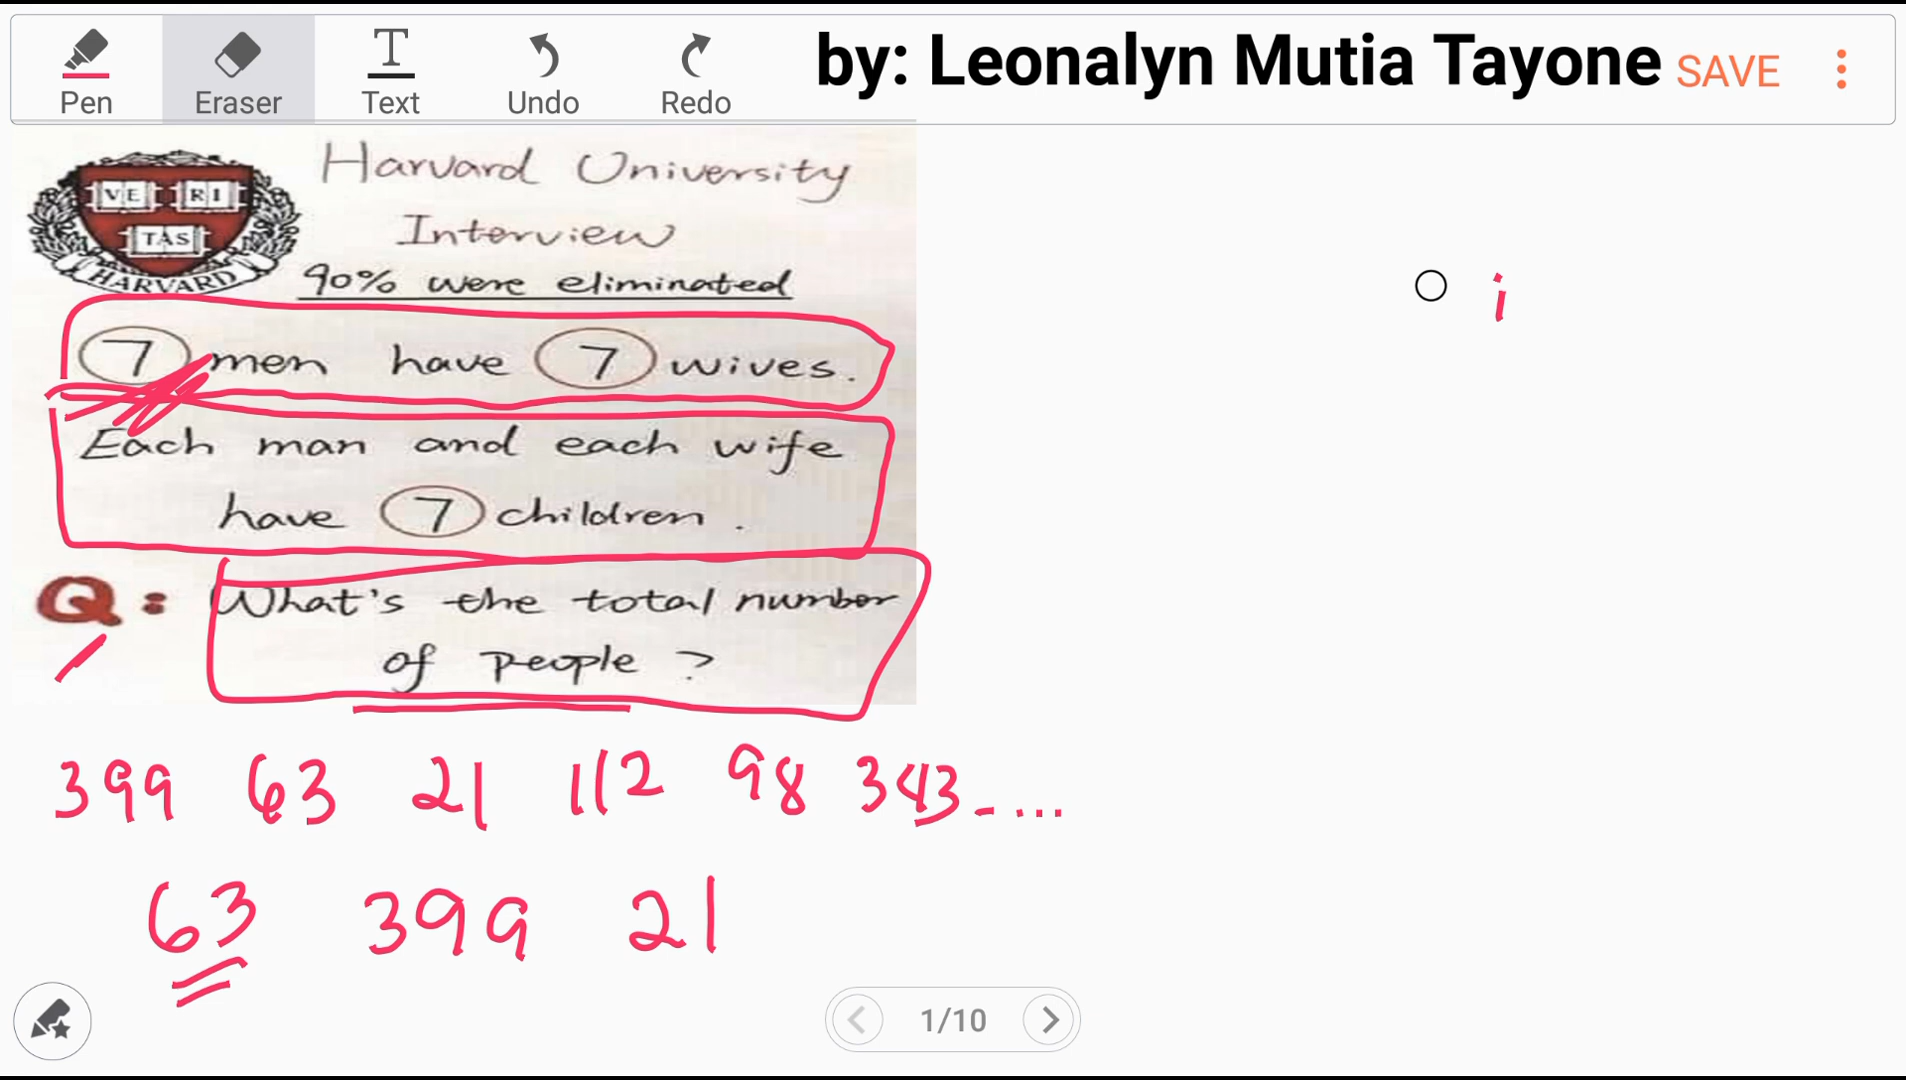 by: Leonalyn Mutia Tayone
SAVE
Pen
Eraser
Text
Undo
Redo
VE RI
TAS
HARVARD
Harvard University
Interview
90% were eliminated
7 men have 7 wives.
Each man and each wife
have 7 children.
Q: What's the total number
of people?
399 63 21 112 98 343 - ...
63 399 21
i
1/10